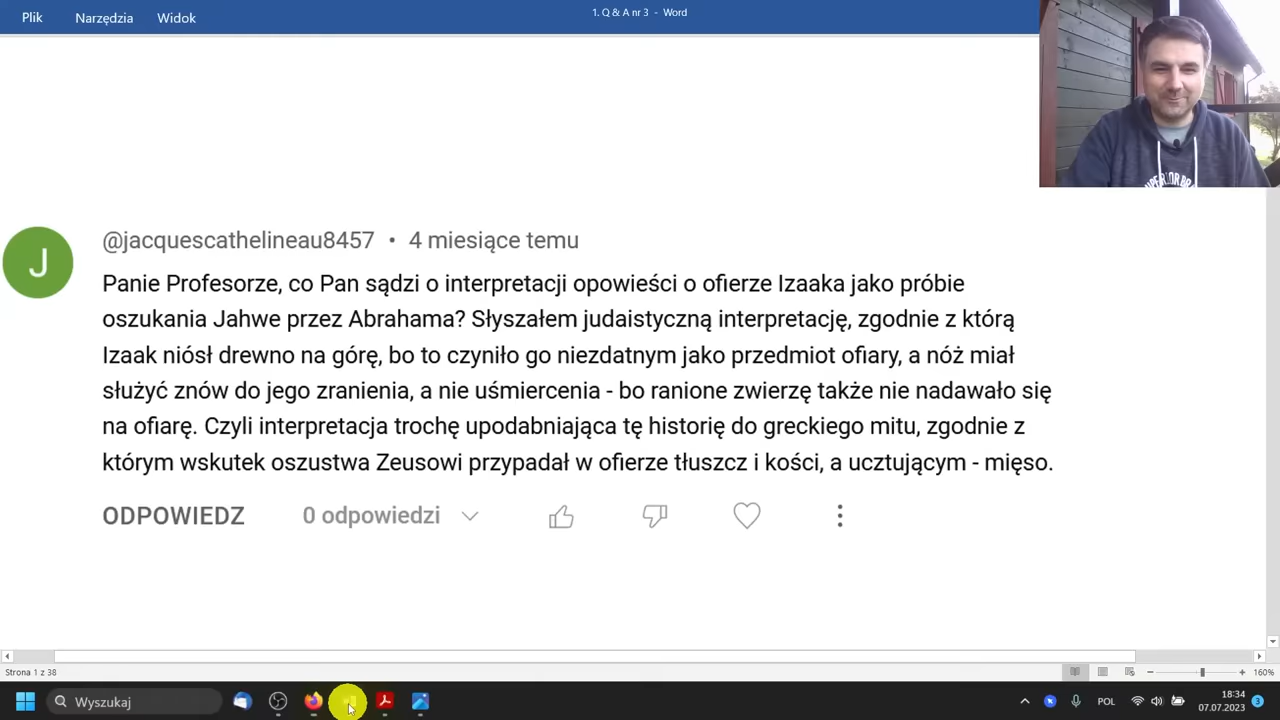 Plik Narzędzia Widok
1. Q & A nr 3 - Word
J
@jacquescathelineau8457 • 4 miesiące temu
Panie Profesorze, co Pan sądzi o interpretacji opowieści o ofierze Izaaka jako próbie
oszukania Jahwe przez Abrahama? Słyszałem judaistyczną interpretację, zgodnie z którą
Izaak niósł drewno na górę, bo to czyniło go niezdatnym jako przedmiot ofiary, a nóż miał
służyć znów do jego zranienia, a nie uśmiercenia - bo ranione zwierzę także nie nadawało się
na ofiarę. Czyli interpretacja trochę upodabniająca tę historię do greckiego mitu, zgodnie z
którym wskutek oszustwa Zeusowi przypadał w ofierze tłuszcz i kości, a ucztującym - mięso.
ODPOWIEDZ 0 odpowiedzi
Strona 1 z 38
160%
Wyszukaj
POL
18:34
07.07.2023
3